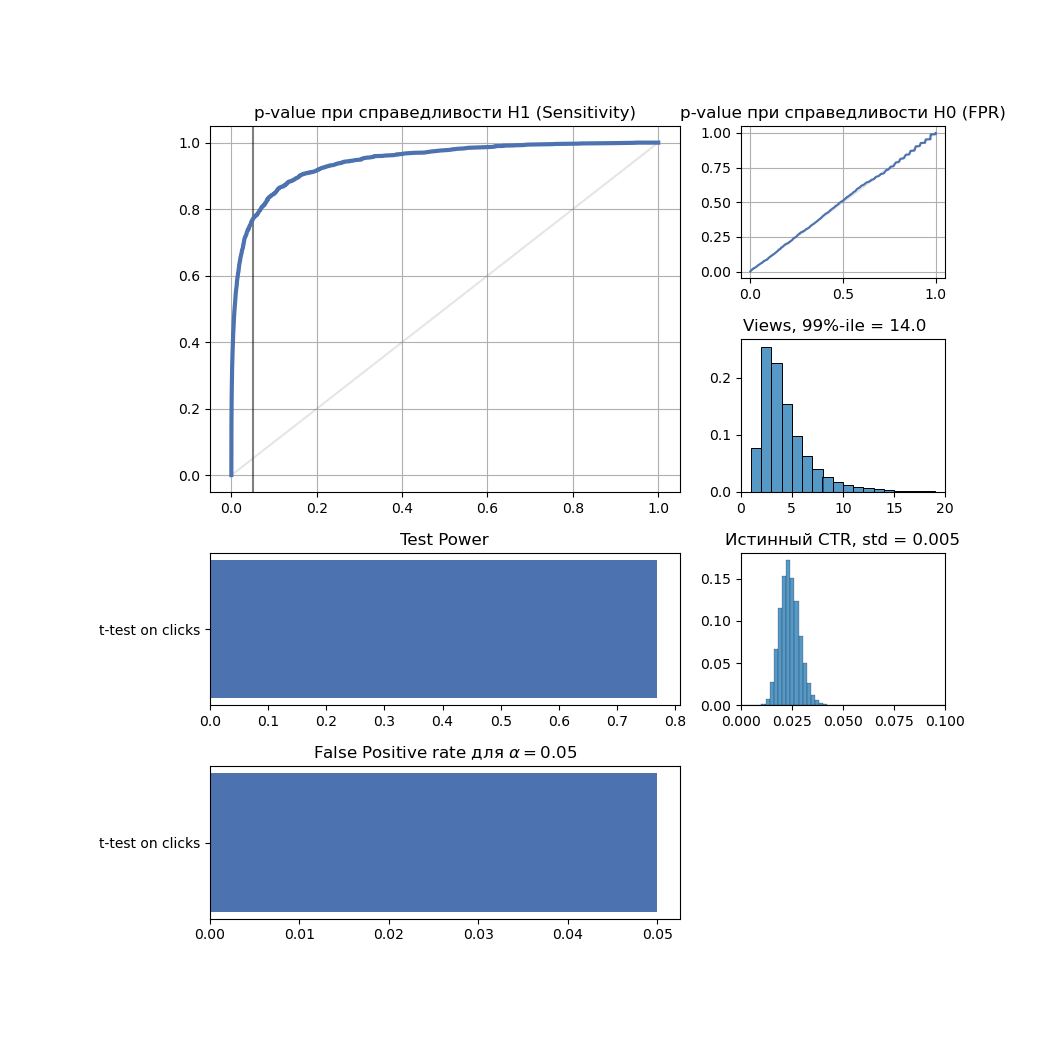 p-value при справедливости H1 (Sensitivity)
1.0
0.8
0.6
0.4
0.2
0.0
0.0 0.2 0.4 0.6 0.8 1.0
p-value при справедливости H0 (FPR)
1.00
0.75
0.50
0.25
0.00
0.0 0.5 1.0
Views, 99%-ile = 14.0
0.2
0.1
0.0
0 5 10 15 20
Test Power
t-test on clicks
0.0 0.1 0.2 0.3 0.4 0.5 0.6 0.7 0.8
Истинный CTR, std = 0.005
0.15
0.10
0.05
0.00
0.000 0.025 0.050 0.075 0.100
False Positive rate для α = 0.05
t-test on clicks
0.00 0.01 0.02 0.03 0.04 0.05